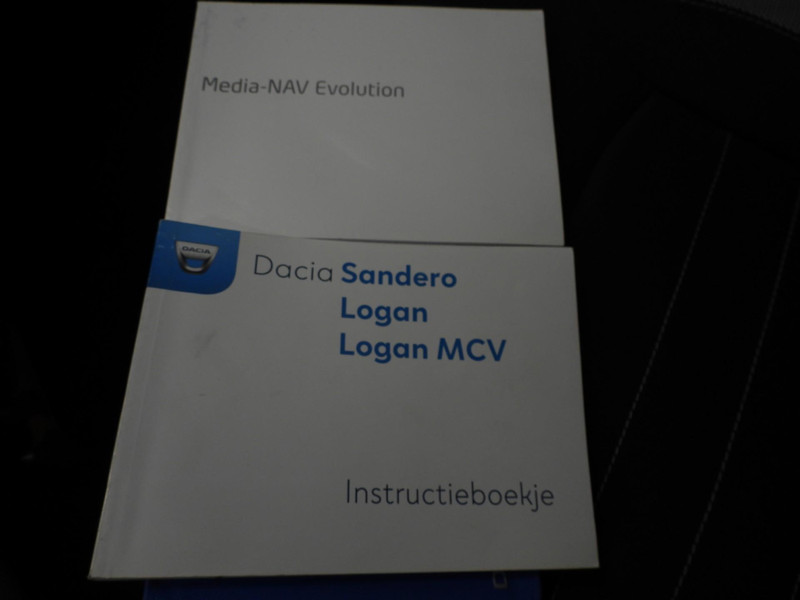 Media-NAV Evolution
DACIA
Dacia Sandero
Logan
Logan MCV
Instructieboekje